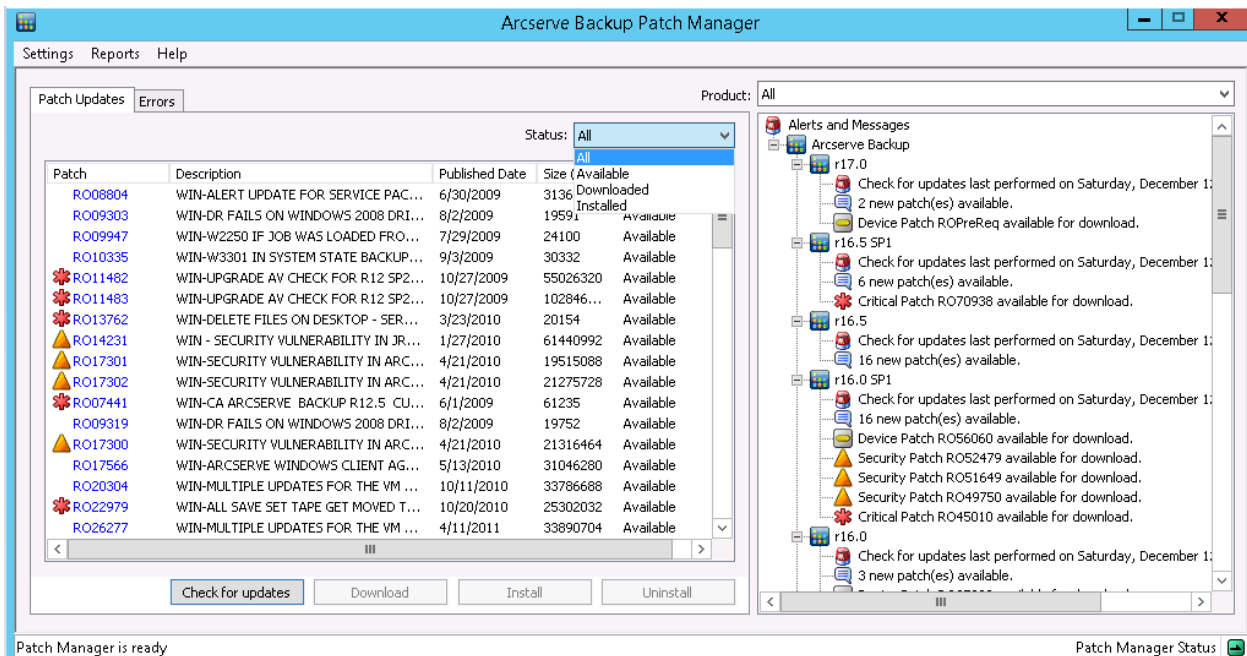 Arcserve Backup Patch Manager
Settings Reports Help
Patch Updates Errors
Product: All
Status: All
All
Available
Downloaded
Installed
Patch Description Published Date Size (
RO08804 WIN-ALERT UPDATE FOR SERVICE PAC... 6/30/2009 3136
RO09303 WIN-DR FAILS ON WINDOWS 2008 DRI... 8/2/2009 19591 Available
RO09947 WIN-W2250 IF JOB WAS LOADED FRO... 7/29/2009 24100 Available
RO10335 WIN-W3301 IN SYSTEM STATE BACKUP... 9/3/2009 30332 Available
RO11482 WIN-UPGRADE AV CHECK FOR R12 SP2... 10/27/2009 55026320 Available
RO11483 WIN-UPGRADE AV CHECK FOR R12 SP2... 10/27/2009 102846... Available
RO13762 WIN-DELETE FILES ON DESKTOP - SER... 3/23/2010 20154 Available
RO14231 WIN - SECURITY VULNERABILITY IN JR... 1/27/2010 61440992 Available
RO17301 WIN-SECURITY VULNERABILITY IN ARC... 4/21/2010 19515088 Available
RO17302 WIN-SECURITY VULNERABILITY IN ARC... 4/21/2010 21275728 Available
RO07441 WIN-CA ARCSERVE BACKUP R12.5 CU... 6/1/2009 61235 Available
RO09319 WIN-DR FAILS ON WINDOWS 2008 DRI... 8/2/2009 19752 Available
RO17300 WIN-SECURITY VULNERABILITY IN ARC... 4/21/2010 21316464 Available
RO17566 WIN-ARCSERVE WINDOWS CLIENT AG... 5/13/2010 31046280 Available
RO20304 WIN-MULTIPLE UPDATES FOR THE VM ... 10/11/2010 33786688 Available
RO22979 WIN-ALL SAVE SET TAPE GET MOVED T... 10/20/2010 25302032 Available
RO26277 WIN-MULTIPLE UPDATES FOR THE VM ... 4/11/2011 33890704 Available
Check for updates Download Install Uninstall
Alerts and Messages
Arcserve Backup
r17.0
Check for updates last performed on Saturday, December 1
2 new patch(es) available.
Device Patch ROPreReq available for download.
r16.5 SP1
Check for updates last performed on Saturday, December 1
6 new patch(es) available.
Critical Patch RO70938 available for download.
r16.5
Check for updates last performed on Saturday, December 1
16 new patch(es) available.
r16.0 SP1
Check for updates last performed on Saturday, December 1
16 new patch(es) available.
Device Patch RO56060 available for download.
Security Patch RO52479 available for download.
Security Patch RO51649 available for download.
Security Patch RO49750 available for download.
Critical Patch RO45010 available for download.
r16.0
Check for updates last performed on Saturday, December 1
3 new patch(es) available.
Patch Manager is ready
Patch Manager Status